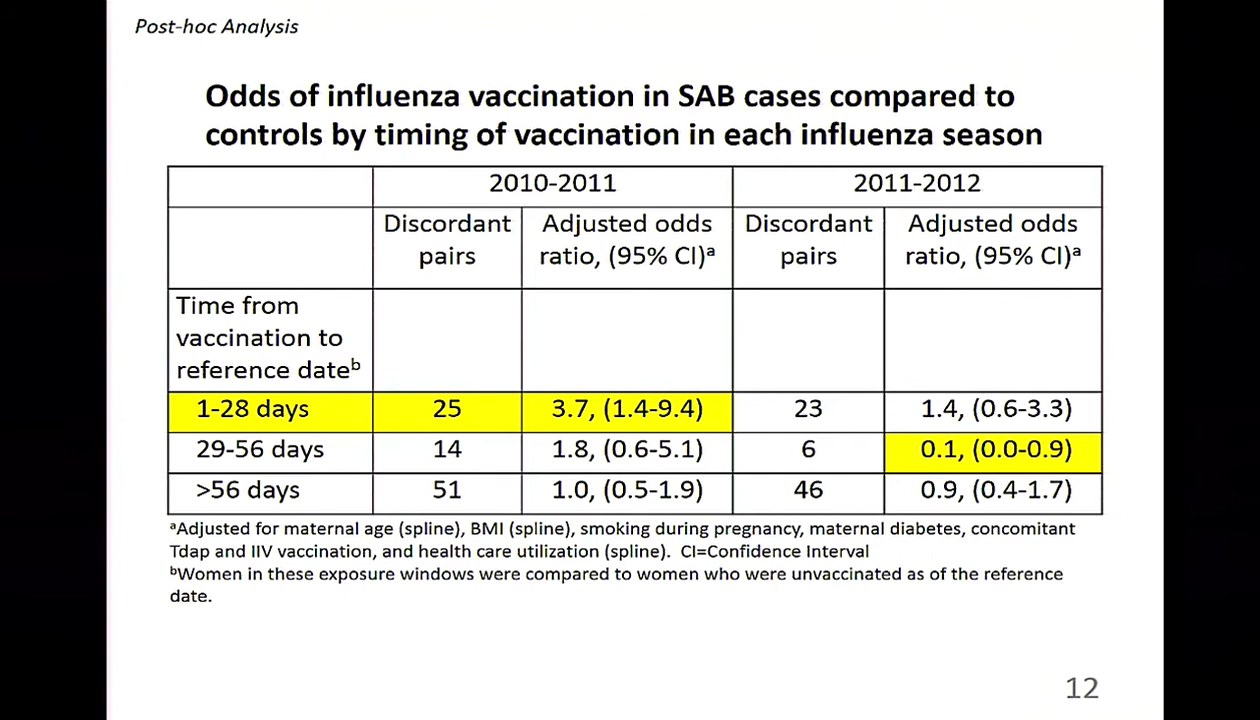 Post-hoc Analysis
Odds of influenza vaccination in SAB cases compared to
controls by timing of vaccination in each influenza season
2010-2011 2011-2012
Discordant pairs Adjusted odds ratio, (95% CI)ᵃ Discordant pairs Adjusted odds ratio, (95% CI)ᵃ
Time from
vaccination to
reference dateᵇ
1-28 days 25 3.7, (1.4-9.4) 23 1.4, (0.6-3.3)
29-56 days 14 1.8, (0.6-5.1) 6 0.1, (0.0-0.9)
>56 days 51 1.0, (0.5-1.9) 46 0.9, (0.4-1.7)
ᵃAdjusted for maternal age (spline), BMI (spline), smoking during pregnancy, maternal diabetes, concomitant
Tdap and IIV vaccination, and health care utilization (spline). CI=Confidence Interval
ᵇWomen in these exposure windows were compared to women who were unvaccinated as of the reference
date.
12